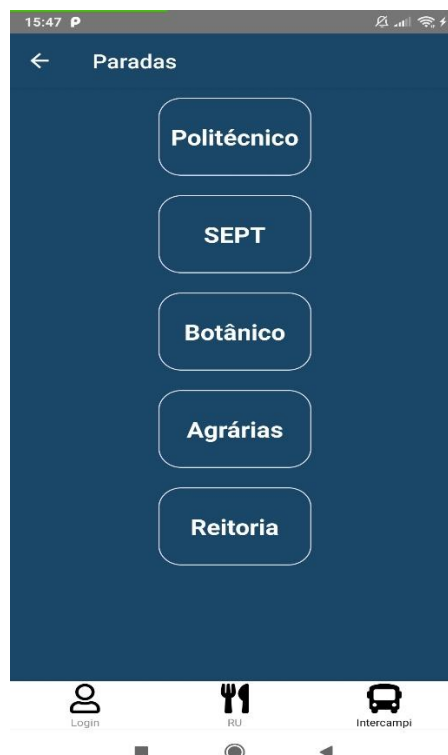 15:47 P
Paradas
Politécnico
SEPT
Botânico
Agrárias
Reitoria
Login RU Intercampi